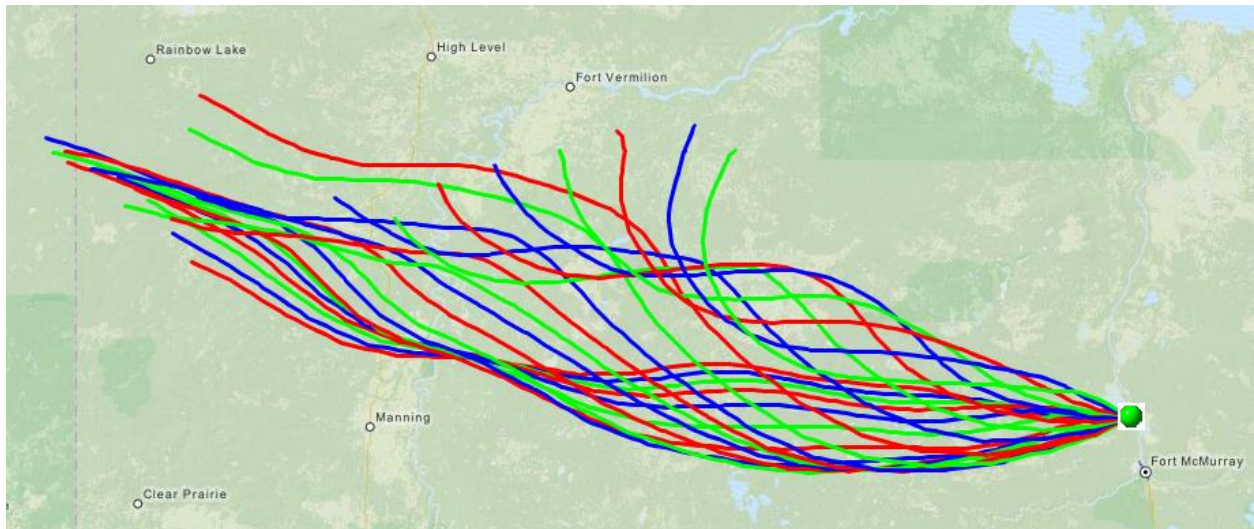 Rainbow Lake
High Level
Fort Vermilion
Manning
Fort McMurray
Clear Prairie